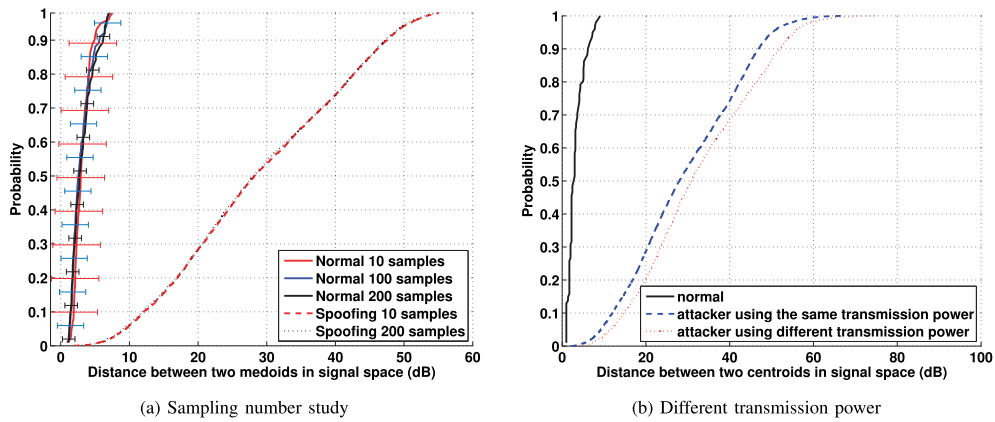 1
0.9
0.8
0.7
0.6
0.5
0.4
0.3
0.2
0.1
0
Probability
0 10 20 30 40 50 60
Distance between two medoids in signal space (dB)
Normal 10 samples
Normal 100 samples
Normal 200 samples
Spoofing 10 samples
Spoofing 200 samples
(a) Sampling number study
1
0.9
0.8
0.7
0.6
0.5
0.4
0.3
0.2
0.1
0
Probability
0 20 40 60 80 100
Distance between two centroids in signal space (dB)
normal
attacker using the same transmission power
attacker using different transmission power
(b) Different transmission power